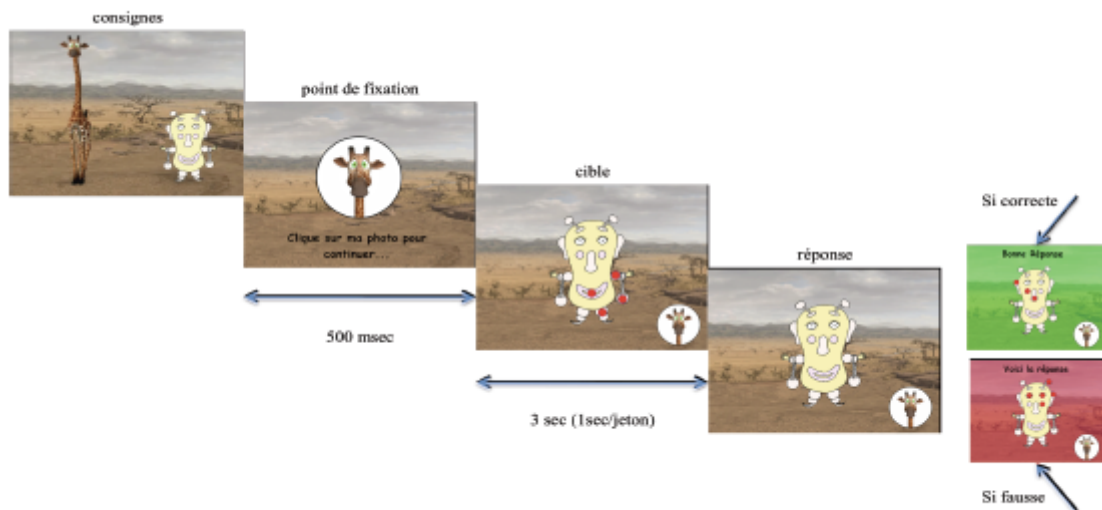 consignes
point de fixation
Clique sur ma photo pour
continuer...
500 msec
cible
3 sec (1sec/jeton)
réponse
Si correcte
Bonne Réponse
Voici la réponse
Si fausse